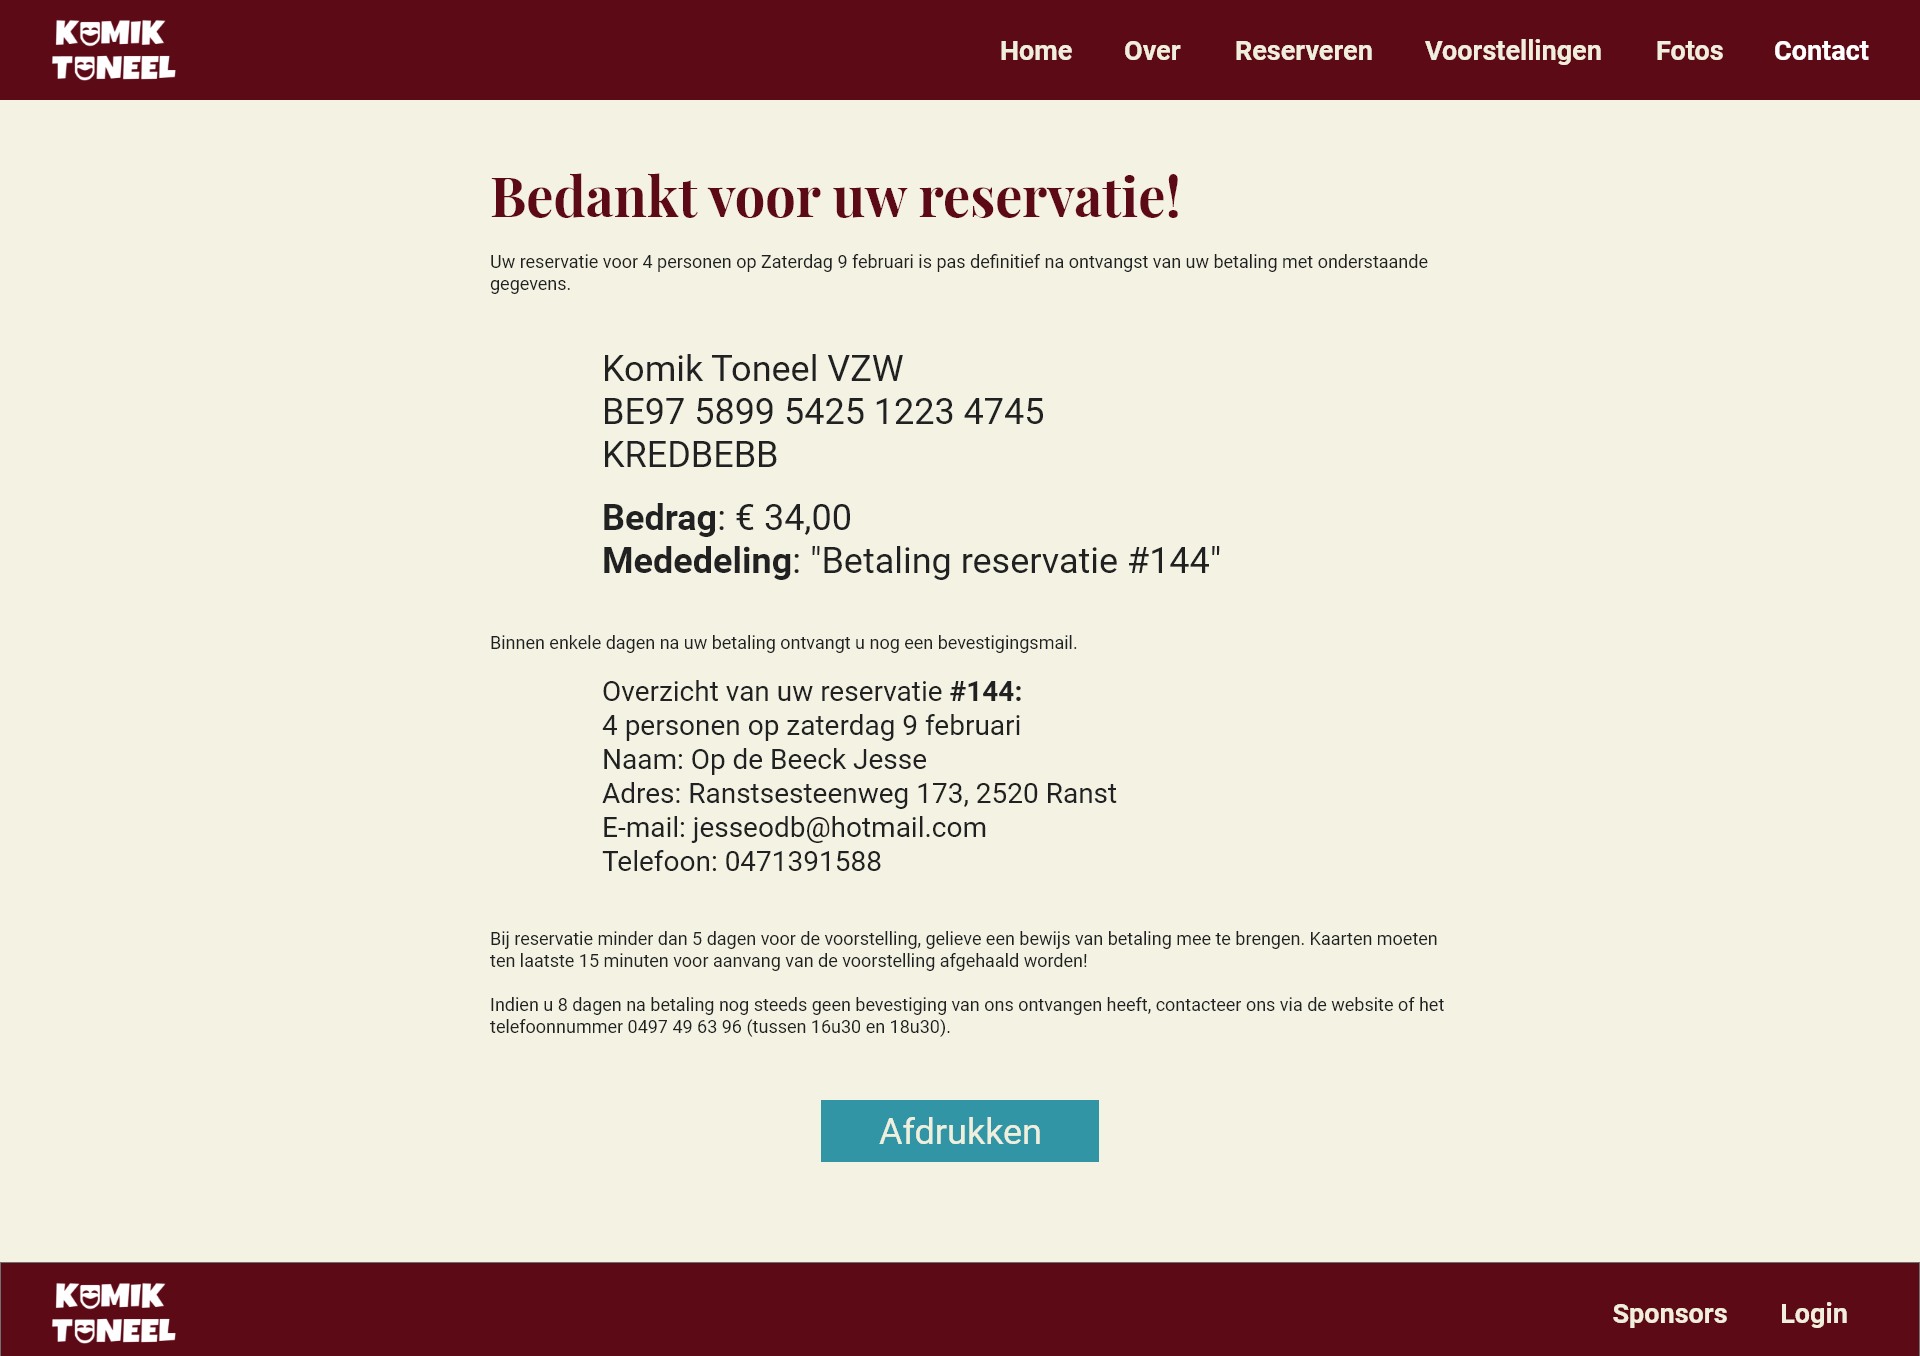 KOMIK
TONEEL
Home Over Reserveren Voorstellingen Fotos Contact
Bedankt voor uw reservatie!
Uw reservatie voor 4 personen op Zaterdag 9 februari is pas definitief na ontvangst van uw betaling met onderstaande
gegevens.
Komik Toneel VZW
BE97 5899 5425 1223 4745
KREDBEBB
Bedrag: € 34,00
Mededeling: "Betaling reservatie #144"
Binnen enkele dagen na uw betaling ontvangt u nog een bevestigingsmail.
Overzicht van uw reservatie #144:
4 personen op zaterdag 9 februari
Naam: Op de Beeck Jesse
Adres: Ranstsesteenweg 173, 2520 Ranst
E-mail: jesseodb@hotmail.com
Telefoon: 0471391588
Bij reservatie minder dan 5 dagen voor de voorstelling, gelieve een bewijs van betaling mee te brengen. Kaarten moeten
ten laatste 15 minuten voor aanvang van de voorstelling afgehaald worden!
Indien u 8 dagen na betaling nog steeds geen bevestiging van ons ontvangen heeft, contacteer ons via de website of het
telefoonnummer 0497 49 63 96 (tussen 16u30 en 18u30).
Afdrukken
KOMIK
TONEEL
Sponsors Login